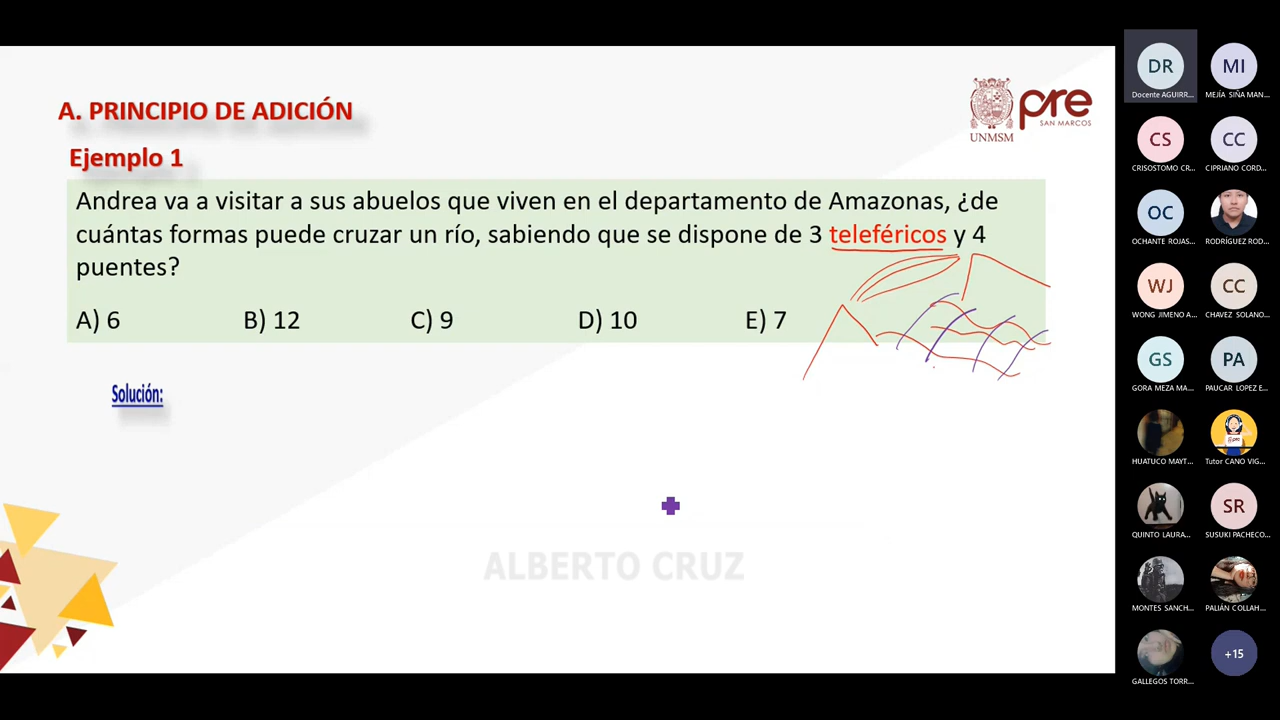 A. PRINCIPIO DE ADICIÓN
Ejemplo 1
Andrea va a visitar a sus abuelos que viven en el departamento de Amazonas, ¿de
cuántas formas puede cruzar un río, sabiendo que se dispone de 3 teleféricos y 4
puentes?
A) 6 B) 12 C) 9 D) 10 E) 7
Solución:
ALBERTO CRUZ
UNMSM
pre
SAN MARCOS
DR MI
Docente AGUIRR... MEJÍA SIÑA MAN...
CS CC
CRISOSTOMO CR... CIPRIANO CORD...
OC
OCHANTE ROJAS... RODRÍGUEZ ROD...
WJ CC
WONG JIMENO A... CHAVEZ SOLANO...
GS PA
GORA MEZA MA... PAUCAR LOPEZ E...
HUATUCO MAYT... Tutor CANO VIG...
SR
QUINTO LAURA... SUSUKI PACHECO...
MONTES SANCH... PALIÁN COLLAH...
+15
GALLEGOS TORR...